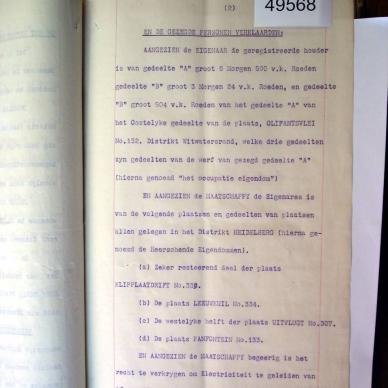 (2)
49568
EN DE GEZEGDE PERSONEN VERKLAARDEN:
AANGEZIEN de EIGENAAR de geregistreerde houder
is van gedeelte "A" groot 6 Morgen 500 v.k. Roeden
gedeelte "B" groot 3 Morgen 24 v.k. Roeden, en gedeelte
"B" groot 504 v.k. Roeden van het gedeelte "A" van
het Oostelyke gedeelte van de plaats, OLIFANTSVLEI
No.132. Distrikt Witwatersrand, welke drie gedeelten
zyn gedeelten van de werf van gezegd gedeelte "A"
(hierna genoemd "het occupatie eigendom")
EN AANGEZIEN de MAATSCHAPPY de Eigenares is
van de volgende plaatsen en gedeelten van plaatsen
allen gelegen in het Distrikt HEIDELBERG (hierna ge-
noemd de Heerschende Eigendommen).
(a) Zeker resteerend deel der plaats
KLIPPLAATDRIFT No.
(b) De plaats LEEUWKUIL No.334.
(c) De westelyke helft der plaats UITVLUGT No.307.
(d) De plaats PANFONTEIN No.133.
EN AANGEZIEN de MAATSCHAPPY begeerig is het
recht te verkrygen om Electriciteit te geleiden van